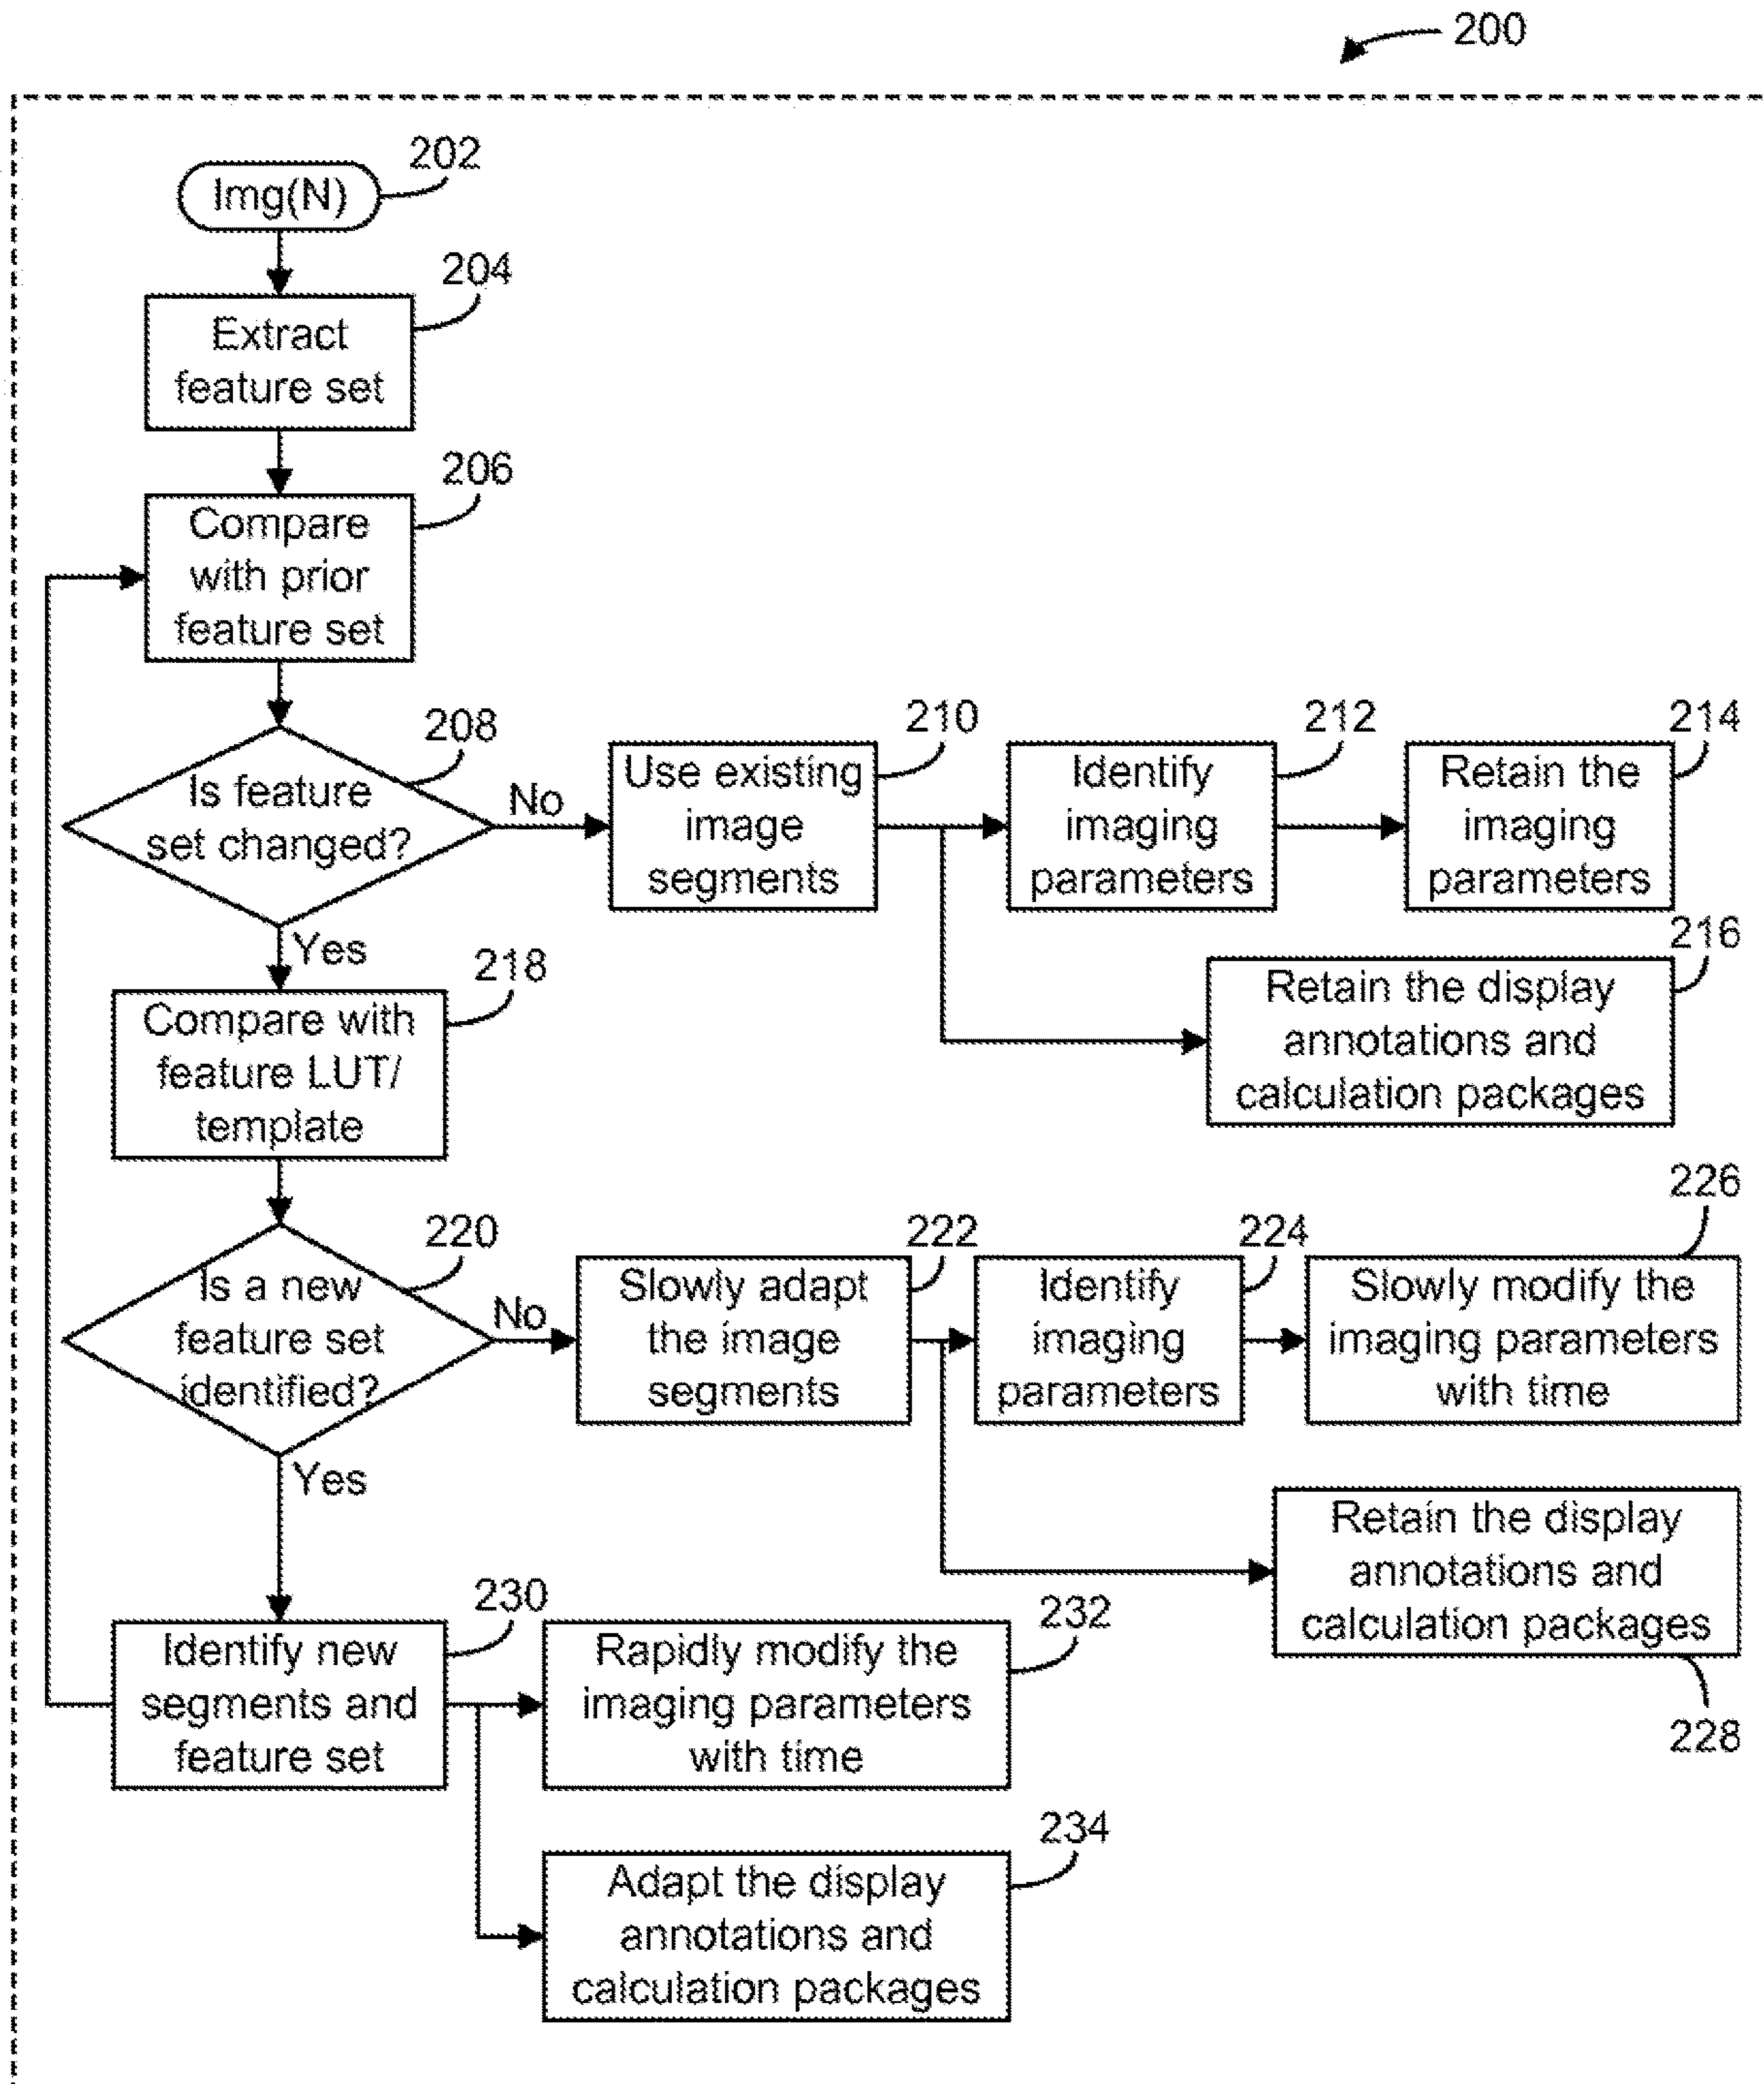 200
202
Img(N)
204
Extract
feature set
206
Compare
with prior
feature set
208
Is feature
set changed?
No
210
Use existing
image
segments
212
Identify
imaging
parameters
214
Retain the
imaging
parameters
216
Retain the display
annotations and
calculation packages
Yes
218
Compare with
feature LUT/
template
220
Is a new
feature set
identified?
No
222
Slowly adapt
the image
segments
224
Identify
imaging
parameters
226
Slowly modify the
imaging parameters
with time
Retain the display
annotations and
calculation packages
228
Yes
230
Identify new
segments and
feature set
232
Rapidly modify the
imaging parameters
with time
234
Adapt the display
annotations and
calculation packages